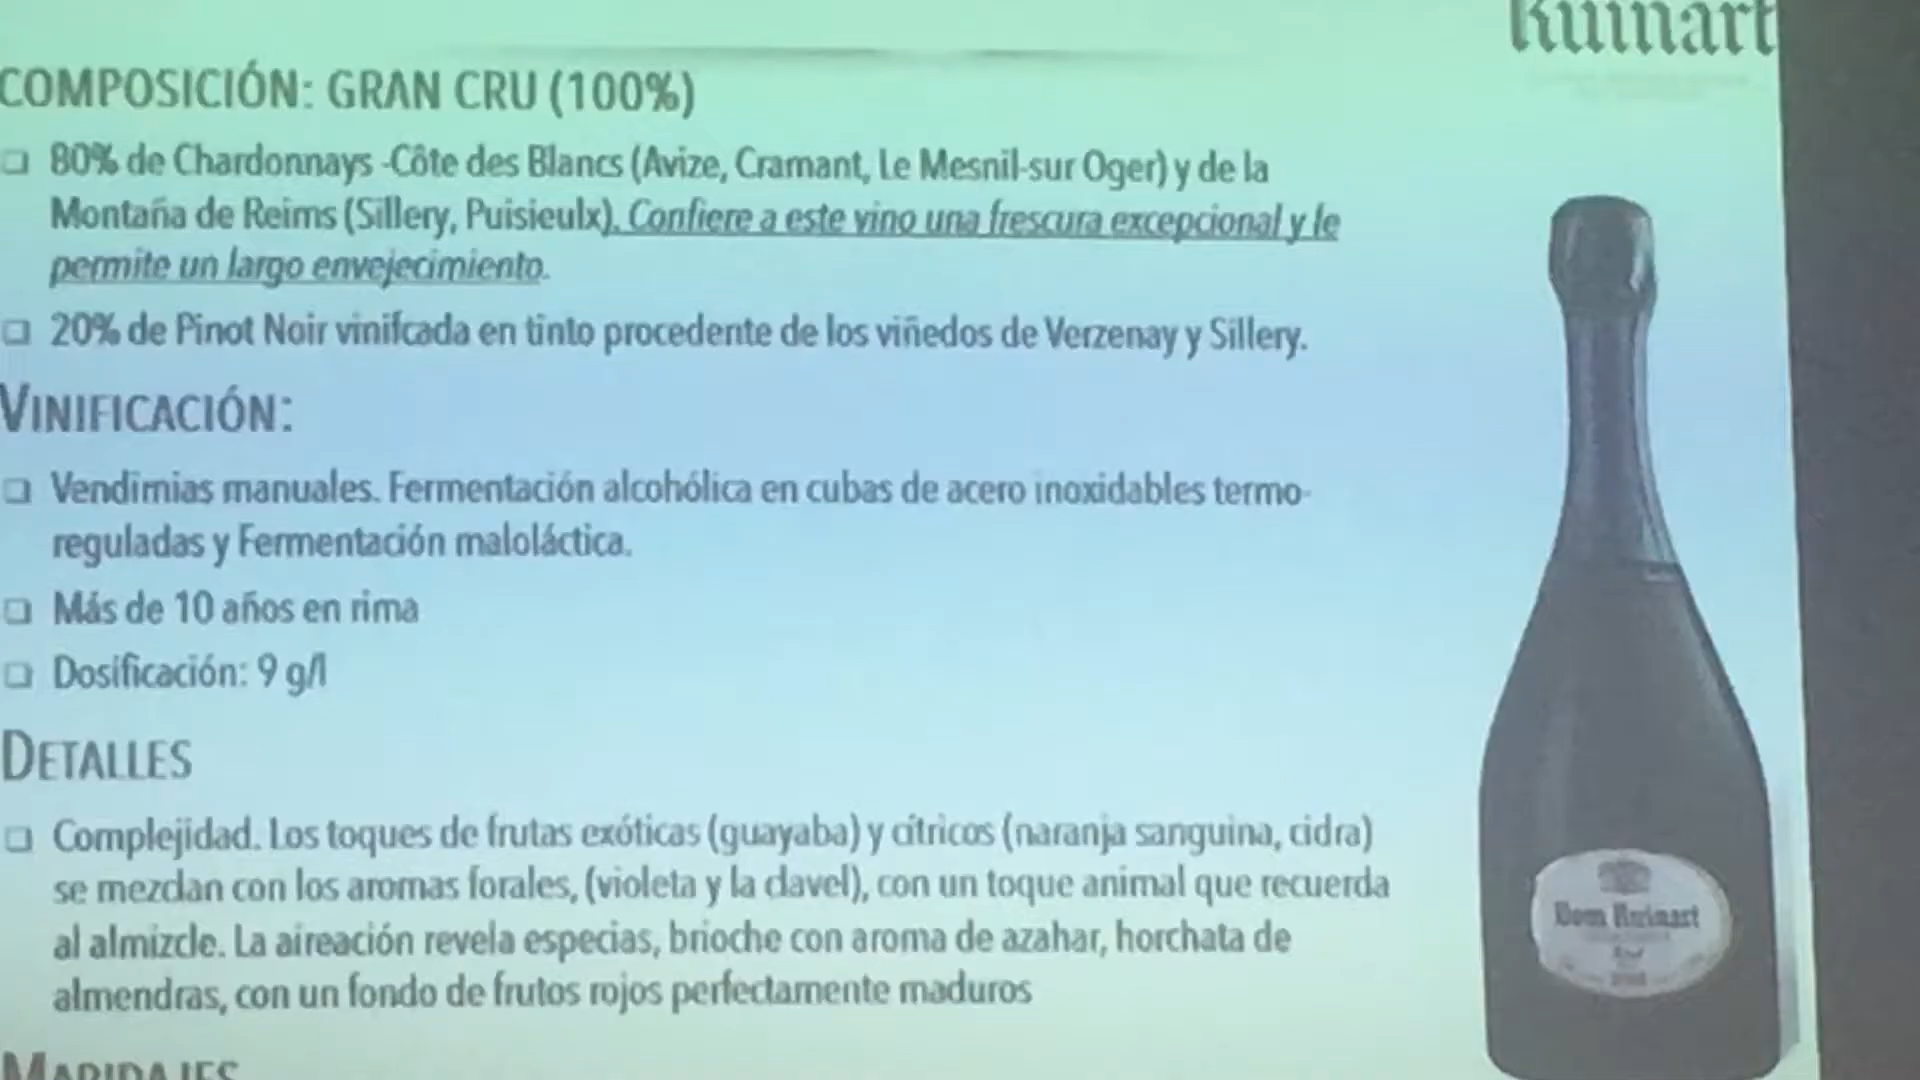 Ruinart
COMPOSICIÓN: GRAN CRU (100%)
80% de Chardonnays -Côte des Blancs (Avize, Cramant, Le Mesnil-sur Oger) y de la
Montaña de Reims (Sillery, Puisieulx). Confiere a este vino una frescura excepcional y le
permite un largo envejecimiento.
20% de Pinot Noir vinifcada en tinto procedente de los viñedos de Verzenay y Sillery.
VINIFICACIÓN:
Vendimias manuales. Fermentación alcohólica en cubas de acero inoxidables termo-
reguladas y Fermentación maloláctica.
Más de 10 años en rima
Dosificación: 9 g/l
DETALLES
Complejidad. Los toques de frutas exóticas (guayaba) y cítricos (naranja sanguina, cidra)
se mezclan con los aromas forales, (violeta y la clavel), con un toque animal que recuerda
al almizcle. La aireación revela especias, brioche con aroma de azahar, horchata de
almendras, con un fondo de frutos rojos perfectamente maduros
Dom Ruinart
MARIDAJES